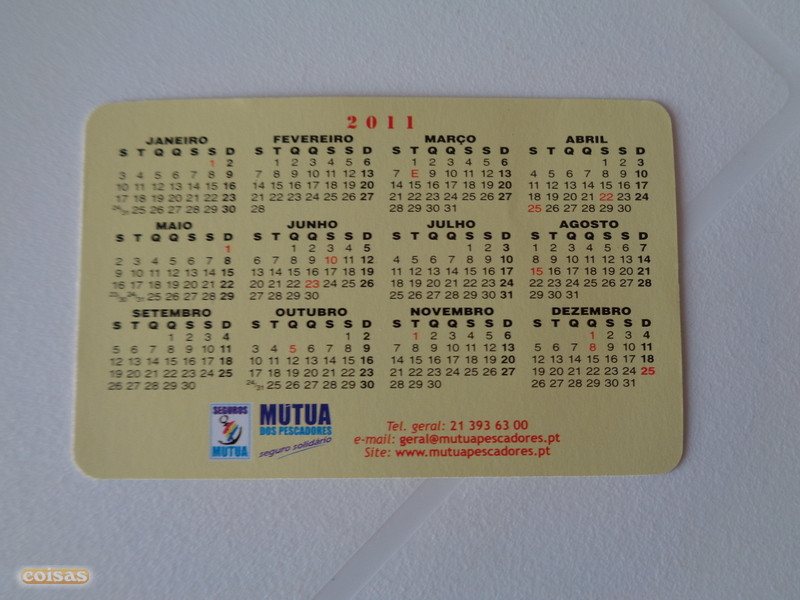 2011
JANEIRO
S T Q Q S S D
1 2
3 4 5 6 7 8 9
10 11 12 13 14 15 16
17 18 19 20 21 22 23
24/31 25 26 27 28 29 30
FEVEREIRO
S T Q Q S S D
1 2 3 4 5 6
7 8 9 10 11 12 13
14 15 16 17 18 19 20
21 22 23 24 25 26 27
28
MARÇO
S T Q Q S S D
1 2 3 4 5 6
7 E 9 10 11 12 13
14 15 16 17 18 19 20
21 22 23 24 25 26 27
28 29 30 31
ABRIL
S T Q Q S S D
1 2 3
4 5 6 7 8 9 10
11 12 13 14 15 16 17
18 19 20 21 22 23 24
25 26 27 28 29 30
MAIO
S T Q Q S S D
1
2 3 4 5 6 7 8
9 10 11 12 13 14 15
16 17 18 19 20 21 22
23/30 24/31 25 26 27 28 29
JUNHO
S T Q Q S S D
1 2 3 4 5
6 7 8 9 10 11 12
13 14 15 16 17 18 19
20 21 22 23 24 25 26
27 28 29 30
JULHO
S T Q Q S S D
1 2 3
4 5 6 7 8 9 10
11 12 13 14 15 16 17
18 19 20 21 22 23 24
25 26 27 28 29 30 31
AGOSTO
S T Q Q S S D
1 2 3 4 5 6 7
8 9 10 11 12 13 14
15 16 17 18 19 20 21
22 23 24 25 26 27 28
29 30 31
SETEMBRO
S T Q Q S S D
1 2 3 4
5 6 7 8 9 10 11
12 13 14 15 16 17 18
19 20 21 22 23 24 25
26 27 28 29 30
OUTUBRO
S T Q Q S S D
1 2
3 4 5 6 7 8 9
10 11 12 13 14 15 16
17 18 19 20 21 22 23
24/31 25 26 27 28 29 30
NOVEMBRO
S T Q Q S S D
1 2 3 4 5 6
7 8 9 10 11 12 13
14 15 16 17 18 19 20
21 22 23 24 25 26 27
28 29 30
DEZEMBRO
S T Q Q S S D
1 2 3 4
5 6 7 8 9 10 11
12 13 14 15 16 17 18
19 20 21 22 23 24 25
26 27 28 29 30 31
SEGUROS
MUTUA
MÚTUA
DOS PESCADORES
seguro solidário
Tel. geral: 21 393 63 00
e-mail: geral@mutuapescadores.pt
Site: www.mutuapescadores.pt
coisas